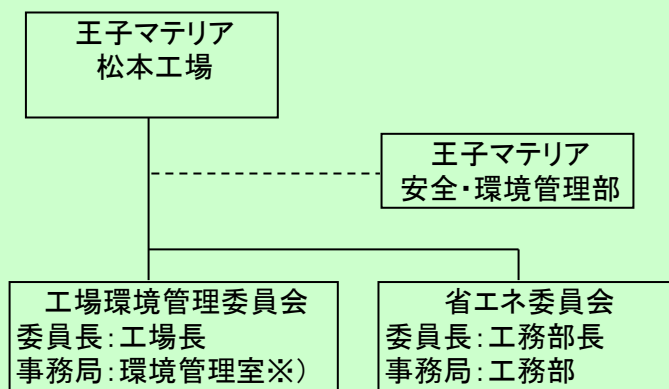 王子マテリア
松本工場
王子マテリア
安全・環境管理部
工場環境管理委員会
委員長：工場長
事務局：環境管理室※）
省エネ委員会
委員長：工務部長
事務局：工務部